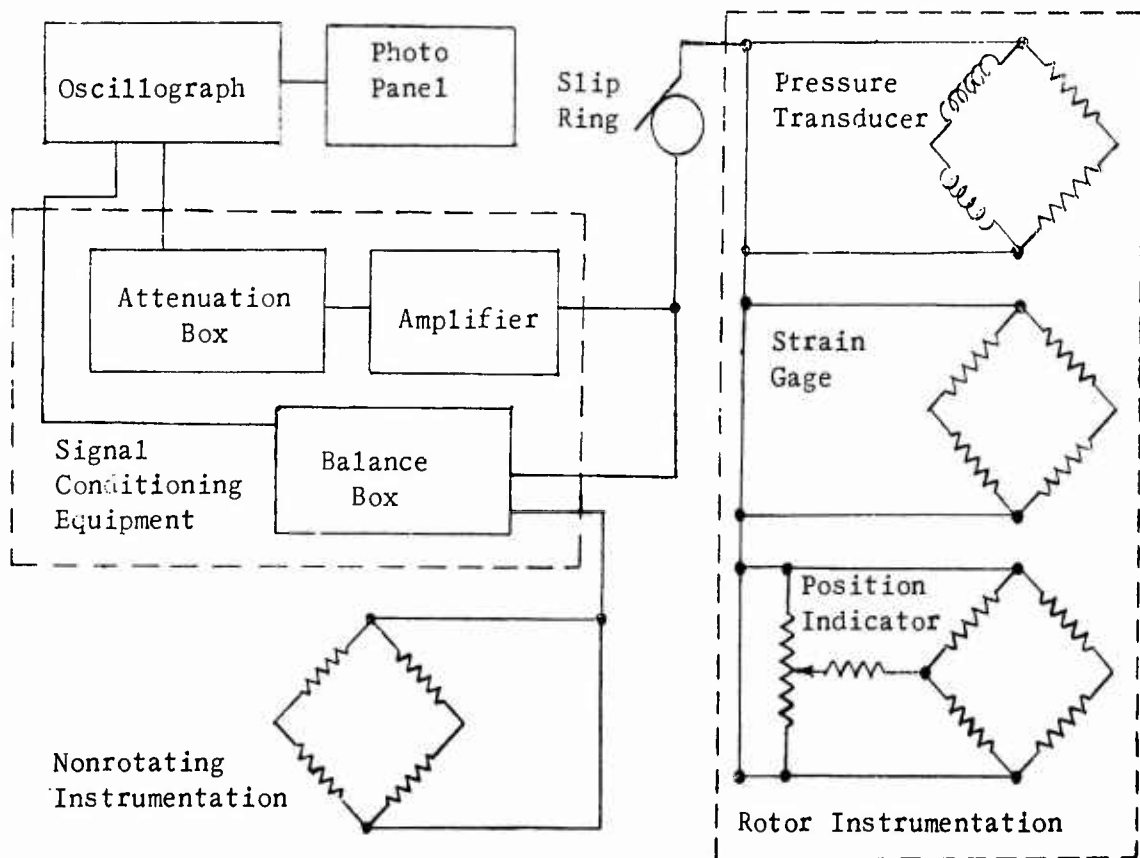 Oscillograph
Photo
Panel
Slip
Ring
Pressure
Transducer
Attenuation
Box
Amplifier
Strain
Gage
Signal
Conditioning
Equipment
Balance
Box
Position
Indicator
Nonrotating
Instrumentation
Rotor Instrumentation